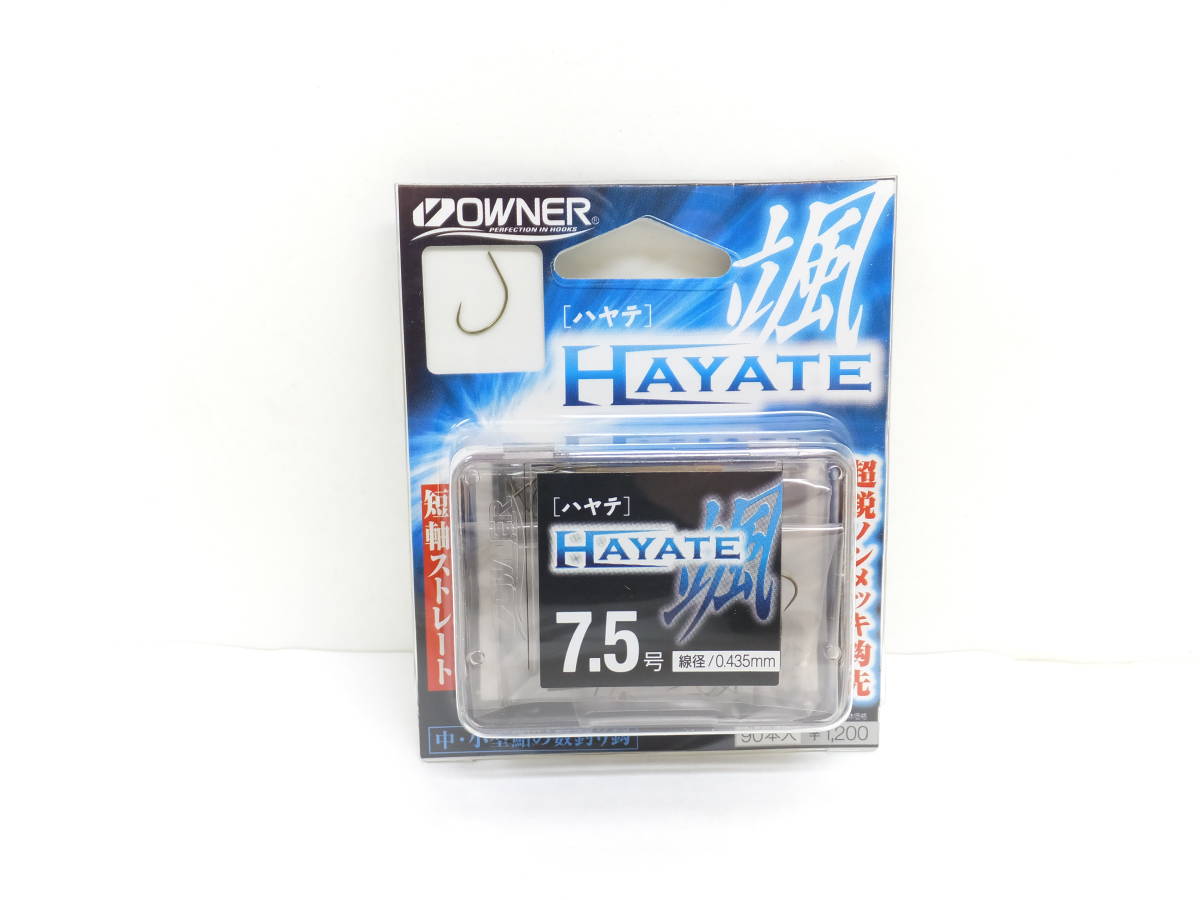 OWNER®
PERFECTION IN HOOKS
颯
[ハヤテ]
HAYATE
超鋭ノンメッキ鈎先
短軸ストレート
[ハヤテ]
HAYATE
颯
7.5号
線径/0.435mm
中・小型鮎の数釣り鈎
90本入
¥1,200